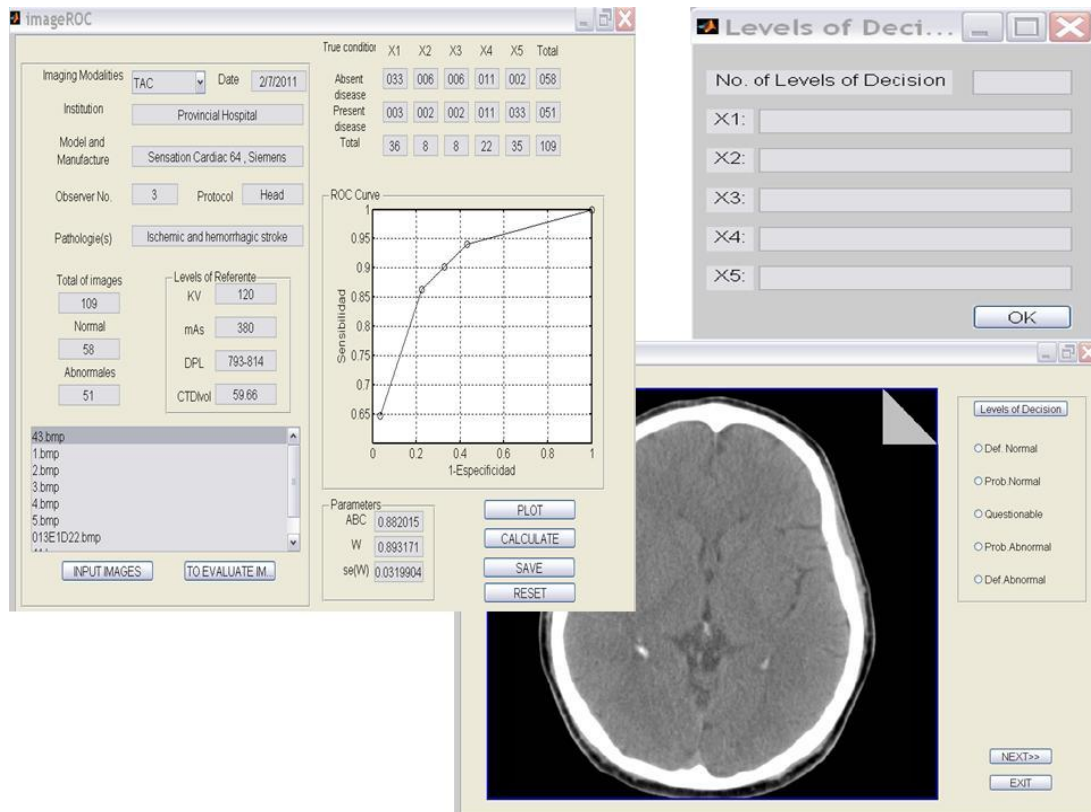 imageROC
Imaging Modalities TAC Date 2/7/2011
Institution Provincial Hospital
Model and Manufacture Sensation Cardiac 64 , Siemens
Observer No. 3 Protocol Head
Pathologie(s) Ischemic and hemorrhagic stroke
Total of images
109
Normal
58
Abnormales
51
Levels of Referente
KV 120
mAs 380
DPL 793-814
CTDIvol 59.66
43.bmp
1.bmp
2.bmp
3.bmp
4.bmp
5.bmp
013E1D22.bmp
INPUT IMAGES TO EVALUATE IM...
True condition X1 X2 X3 X4 X5 Total
Absent disease 033 006 006 011 002 058
Present disease 003 002 002 011 033 051
Total 36 8 8 22 35 109
ROC Curve
1
0.95
0.9
0.85
0.8
0.75
0.7
0.65
Sensibilidad
0 0.2 0.4 0.6 0.8 1
1-Especificidad
Parameters
ABC 0.882015
W 0.893171
se(W) 0.0319904
PLOT
CALCULATE
SAVE
RESET
Levels of Deci...
No. of Levels of Decision
X1:
X2:
X3:
X4:
X5:
OK
Levels of Decision
Def. Normal
Prob.Normal
Questionable
Prob.Abnormal
Def.Abnormal
NEXT>>
EXIT